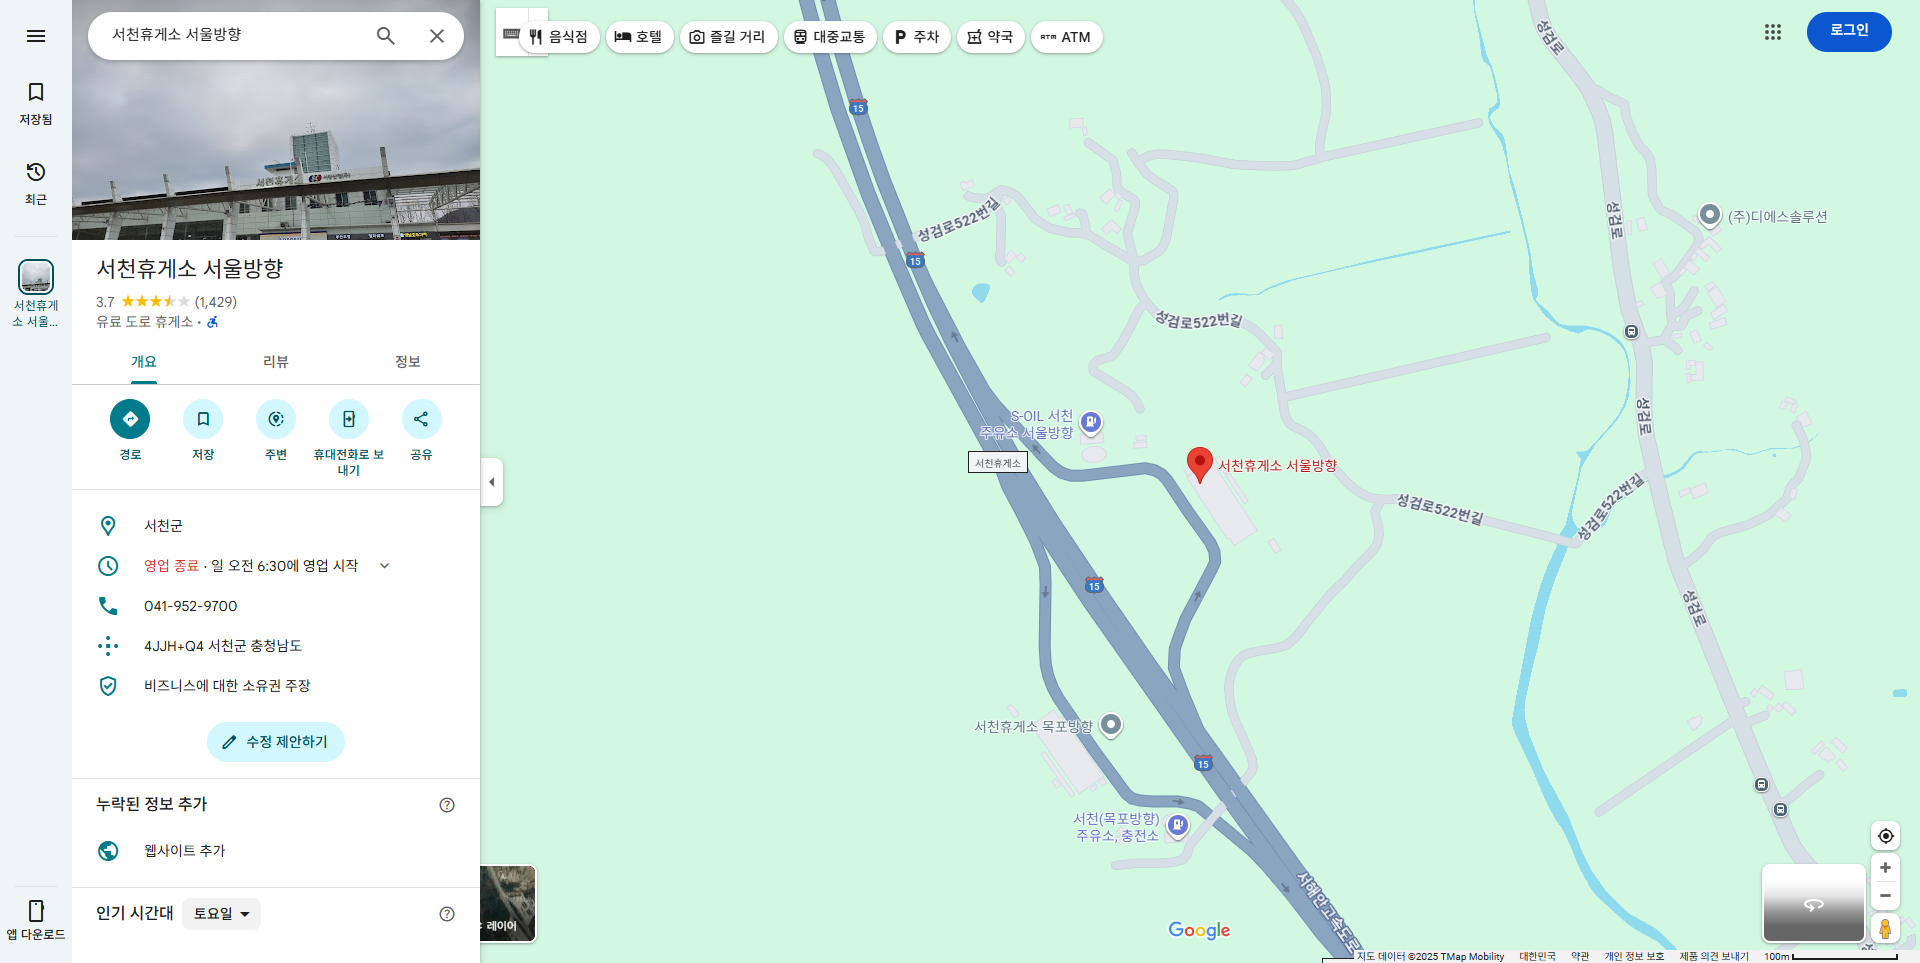 서천휴게소 서울방향
저장됨
최근
서천휴게
소 서울...
앱 다운로드
서천휴게소
서천휴게소 서울방향
3.7 (1,429)
유료 도로 휴게소 ·
개요
리뷰
정보
경로
저장
주변
휴대전화로 보
내기
공유
서천군
영업 종료 · 일 오전 6:30에 영업 시작
041-952-9700
4JJH+Q4 서천군 충청남도
비즈니스에 대한 소유권 주장
수정 제안하기
누락된 정보 추가
웹사이트 추가
인기 시간대
토요일
음식점
호텔
즐길 거리
대중교통
P 주차
약국
ATM ATM
로그인
성검로
15
성검로522번길
성검로
(주)디에스솔루션
15
성검로522번길
S-OIL 서천
주유소 서울방향
성검로
서천휴게소
서천휴게소 서울방향
성검로522번길
성검로522번길
15
성검로
서천휴게소 목포방향
15
서천(목포방향)
주유소, 충전소
서해안고속도로
레이어
Google
지도 데이터 ©2025 TMap Mobility
대한민국
약관
개인 정보 보호
제품 의견 보내기
100m